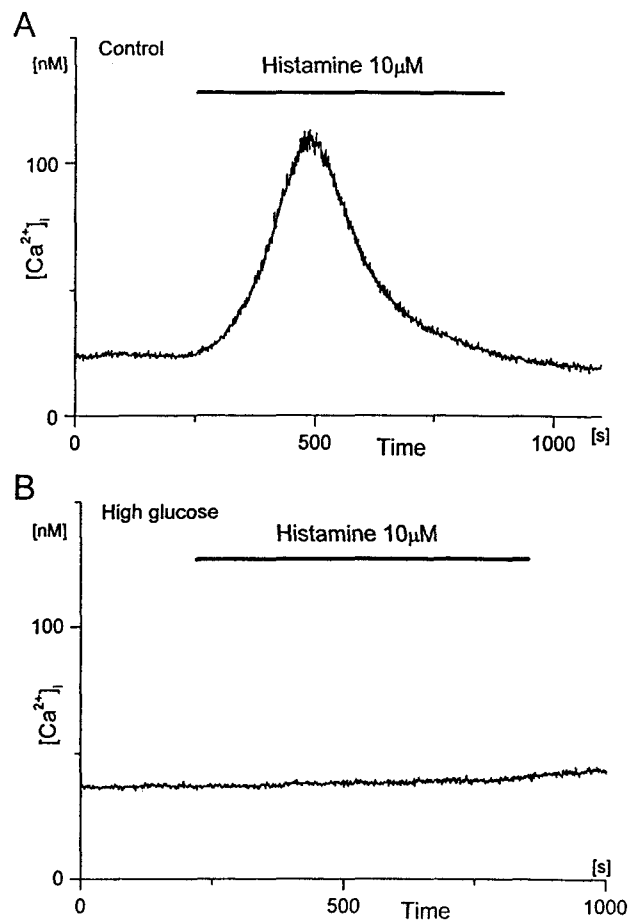 A
Control
[nM]
Histamine 10μM
100
[Ca²⁺]ᵢ
0
0
500
Time
1000
[s]
B
High glucose
[nM]
Histamine 10μM
100
[Ca²⁺]ᵢ
0
[s]
0
500
Time
1000